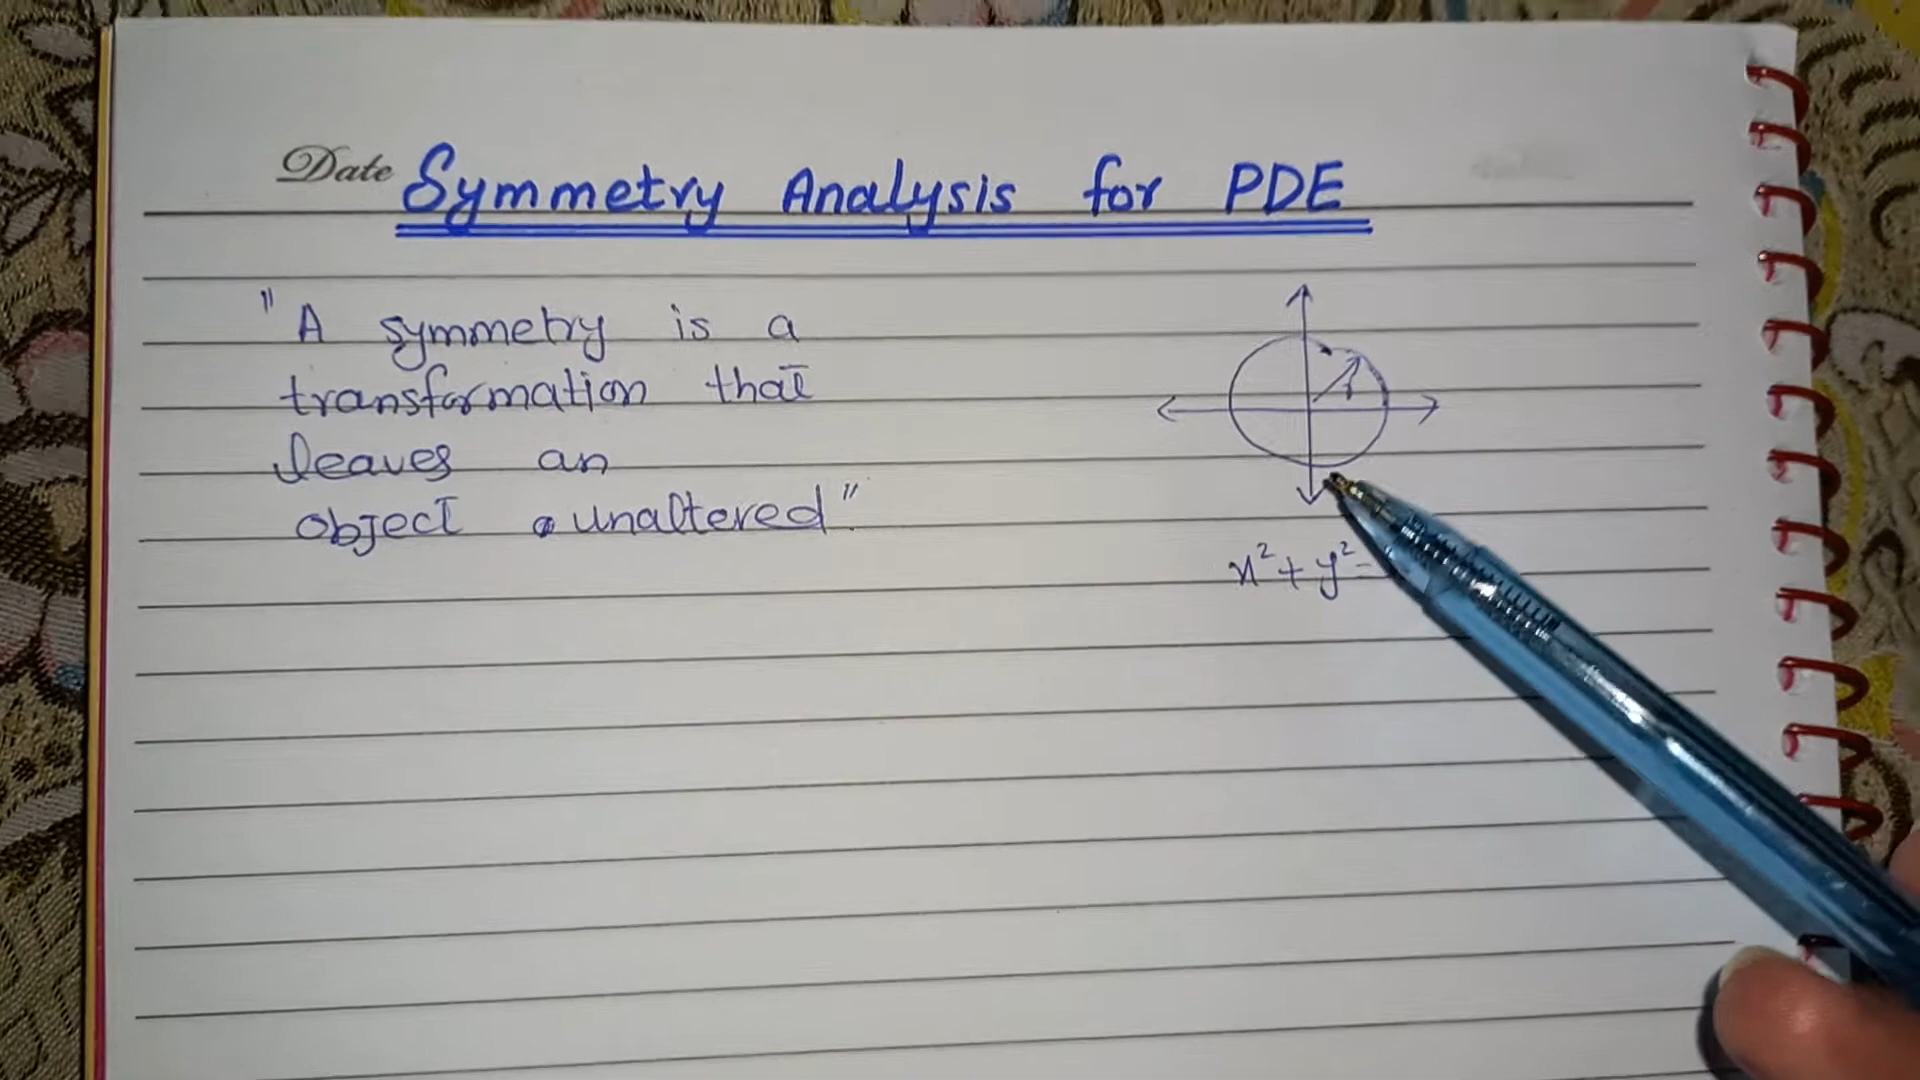 Date Symmetry Analysis for PDE
"A symmetry is a
transformation that
leaves an
object unaltered"
x²+y²=